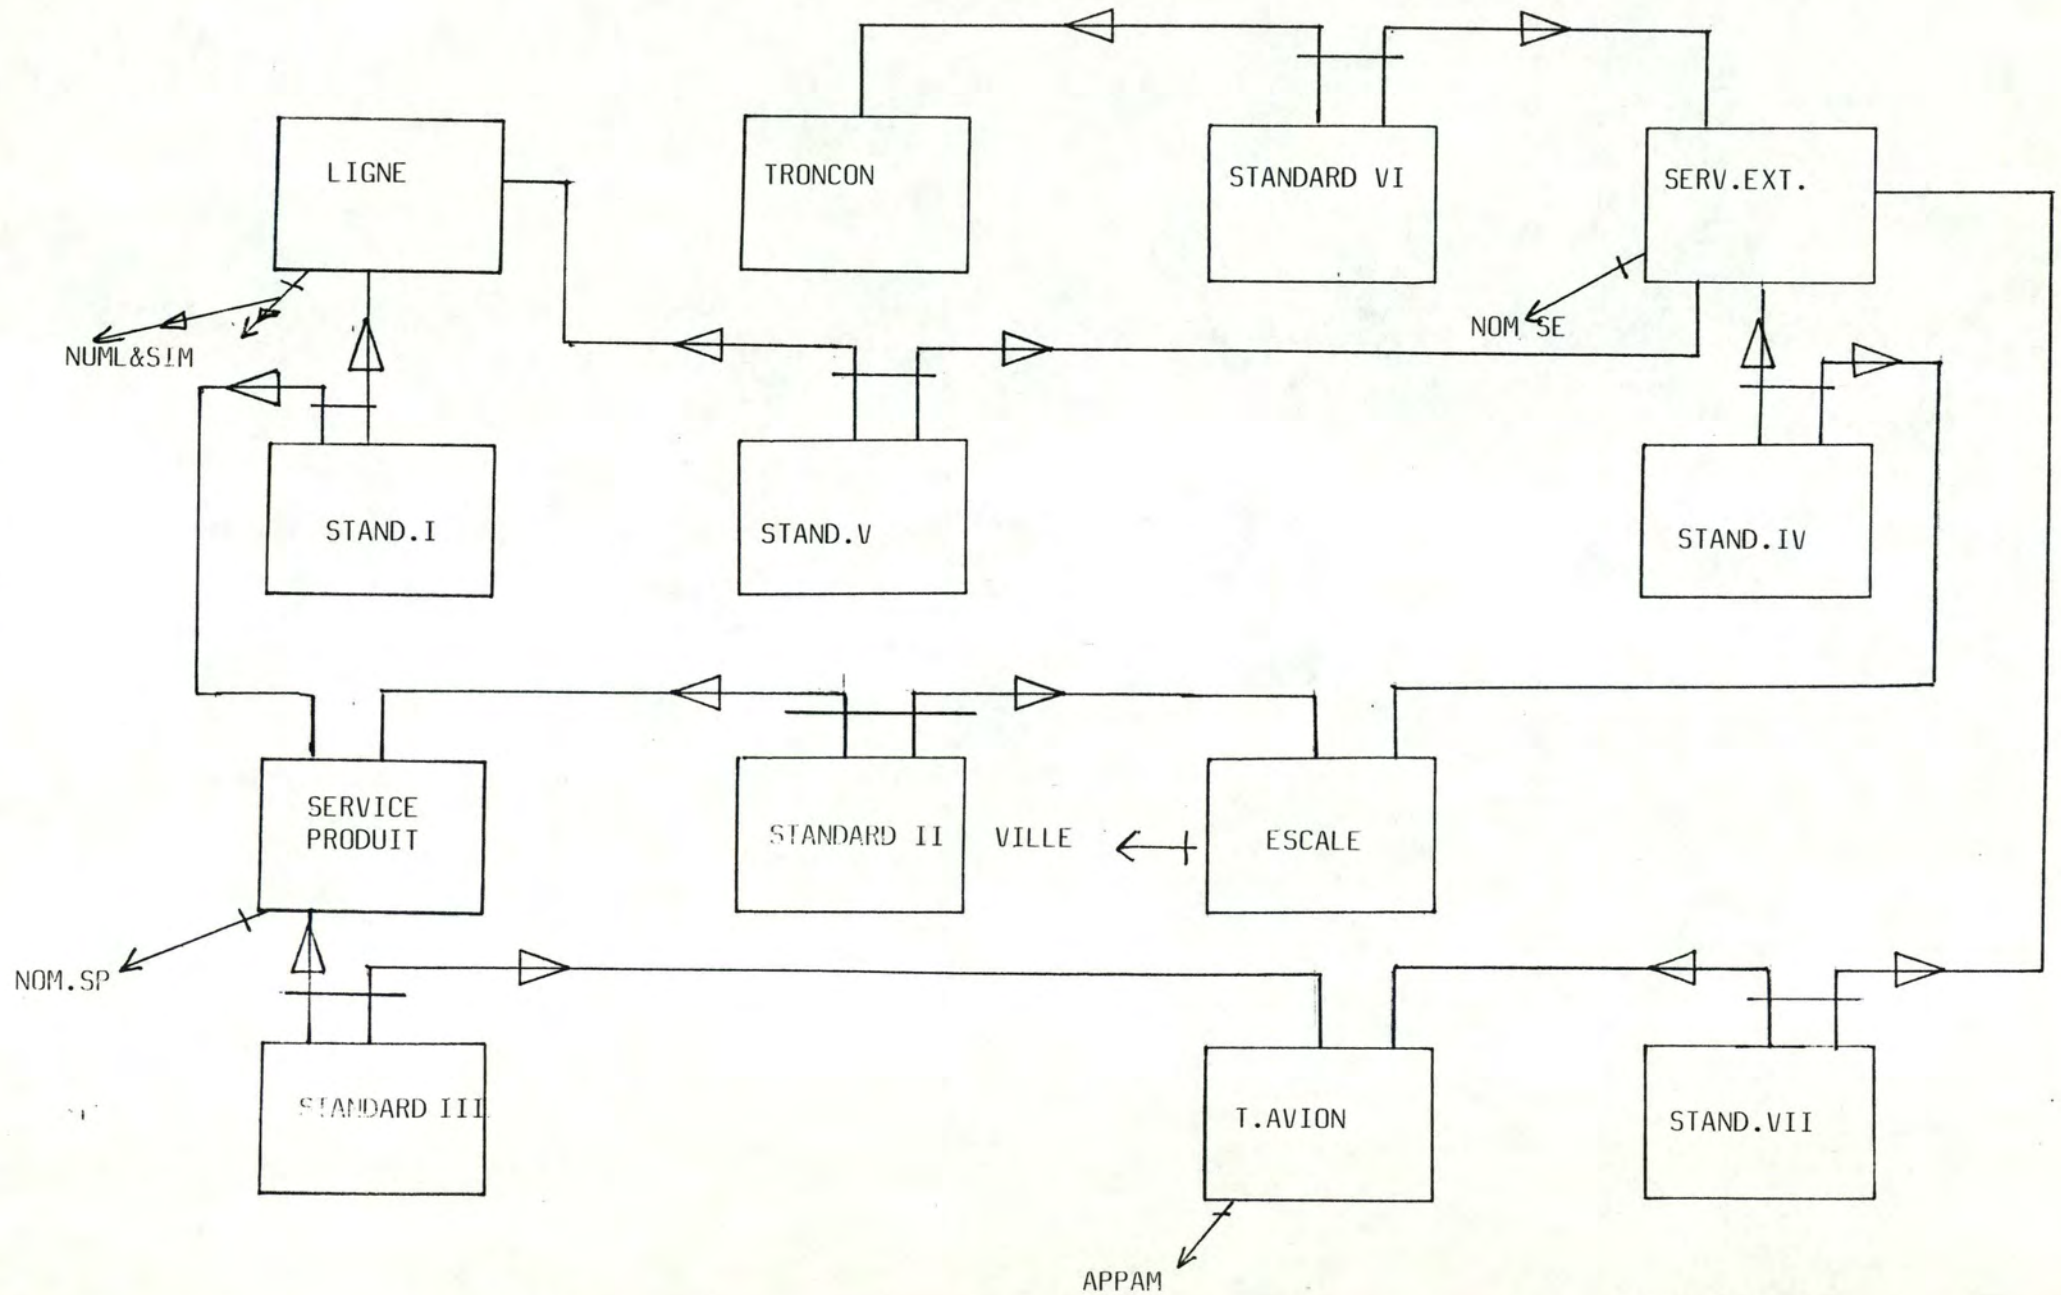 LIGNE
TRONCON
STANDARD VI
SERV.EXT.
NUML&SIM
NOM SE
STAND.I
STAND.V
STAND.IV
SERVICE
PRODUIT
STANDARD II
VILLE
ESCALE
NOM.SP
STANDARD III
T.AVION
STAND.VII
APPAM